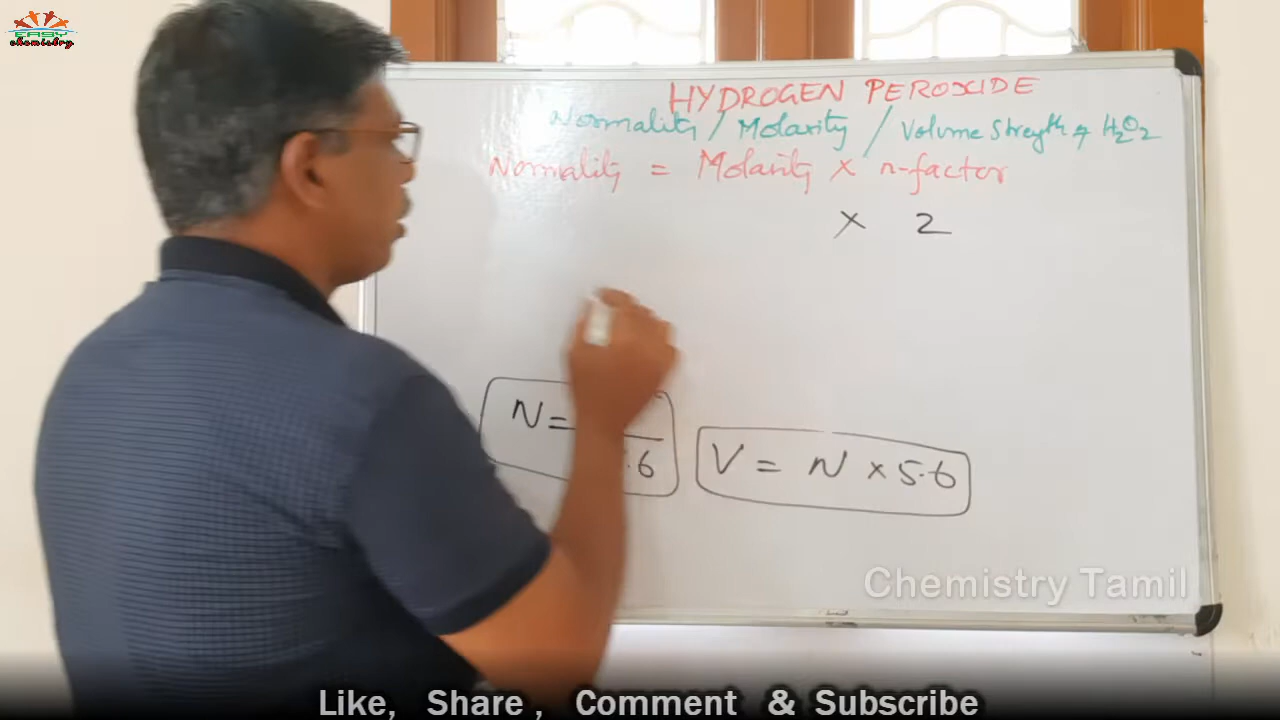 EASY
chemistry
HYDROGEN PEROXIDE
Normality / Molarity / Volume Strength of H₂O₂
Normality = Molarity × n-factor
× 2
N = .6
V = N × 5.6
Chemistry Tamil
Like, Share , Comment & Subscribe